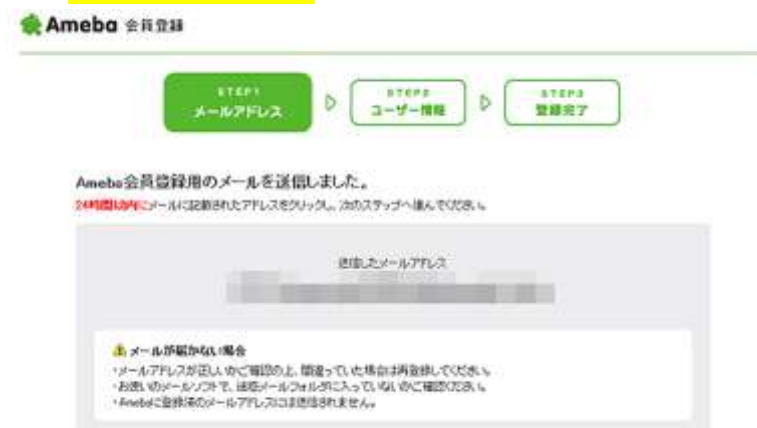 Ameba 会員登録
STEP1
メールアドレス
STEP2
ユーザー情報
STEP3
登録完了
Ameba会員登録用のメールを送信しました。
24時間以内にメールに記載されたアドレスをクリックし、次のステップへ進んでください。
送信したメールアドレス
メールが届かない場合
・メールアドレスが正しいかご確認の上、間違っていた場合は再登録してください。
・お使いのメールソフトで、迷惑メールフォルダに入っていないかご確認ください。
・Amebaに登録済のメールアドレスには送信されません。